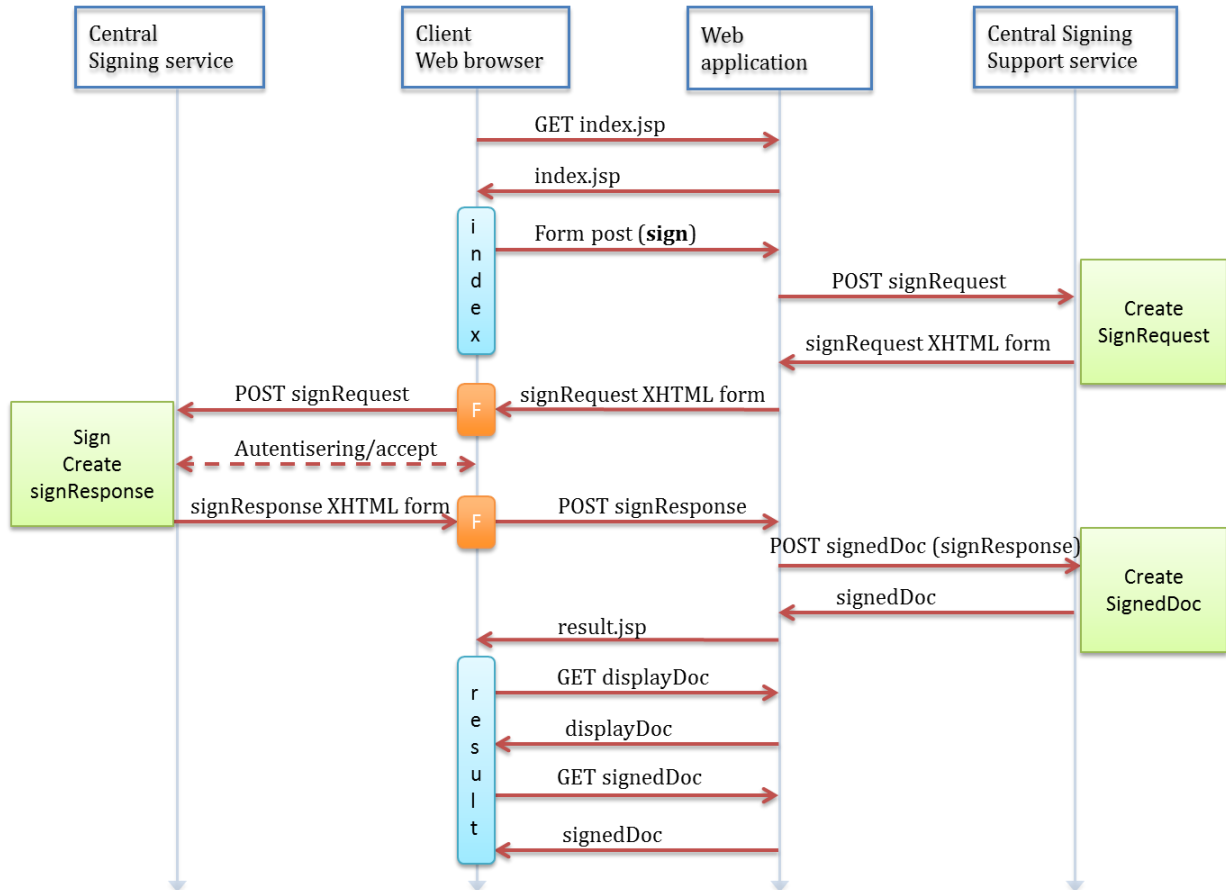 Central
Signing service
Client
Web browser
Web
application
Central Signing
Support service
GET index.jsp
index.jsp
i
n
d
e
x
Form post (sign)
POST signRequest
Create
SignRequest
signRequest XHTML form
POST signRequest
F
signRequest XHTML form
Sign
Create
signResponse
Autentisering/accept
signResponse XHTML form
F
POST signResponse
POST signedDoc (signResponse)
Create
SignedDoc
signedDoc
result.jsp
r
e
s
u
l
t
GET displayDoc
displayDoc
GET signedDoc
signedDoc